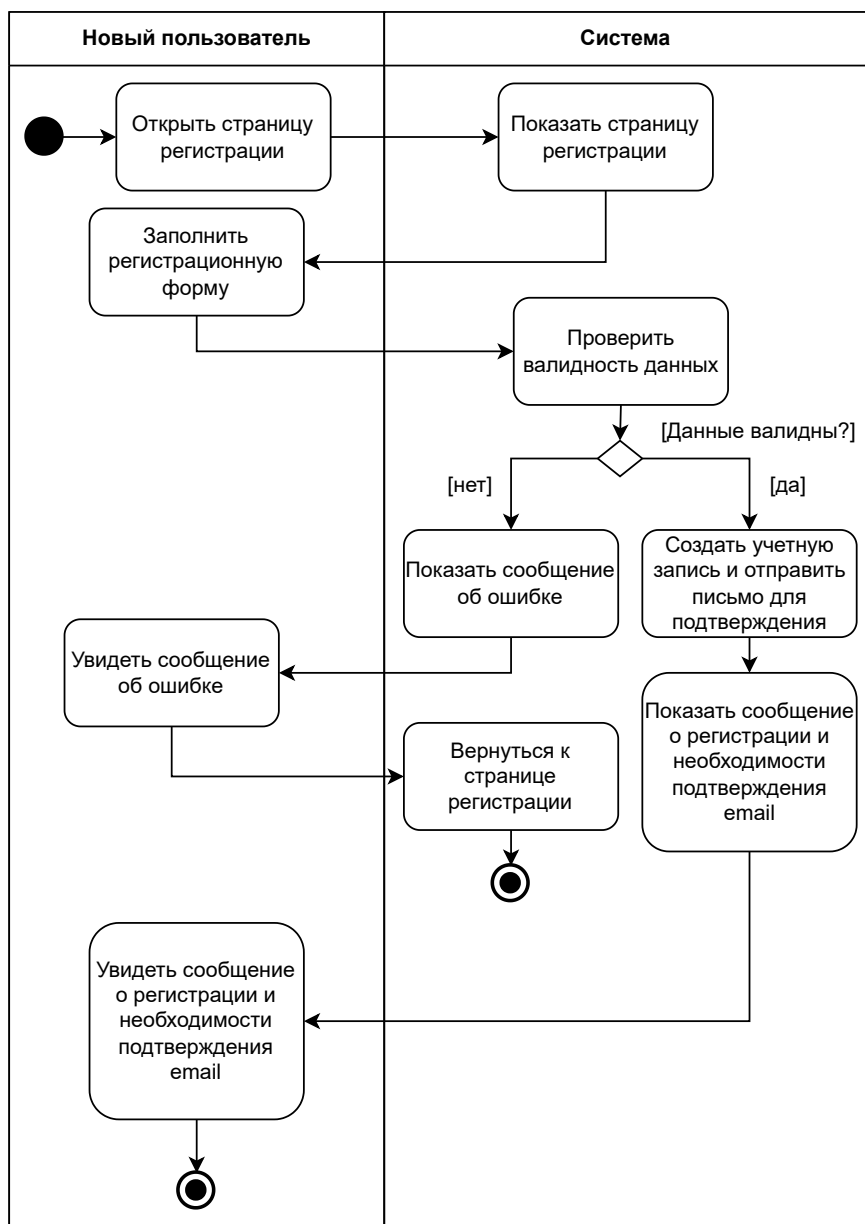 Новый пользователь
Система
Открыть страницу
регистрации
Показать страницу
регистрации
Заполнить
регистрационную
форму
Проверить
валидность данных
[Данные валидны?]
[нет]
[да]
Показать сообщение
об ошибке
Создать учетную
запись и отправить
письмо для
подтверждения
Увидеть сообщение
об ошибке
Показать сообщение
о регистрации и
необходимости
подтверждения
email
Вернуться к
странице
регистрации
Увидеть сообщение
о регистрации и
необходимости
подтверждения
email